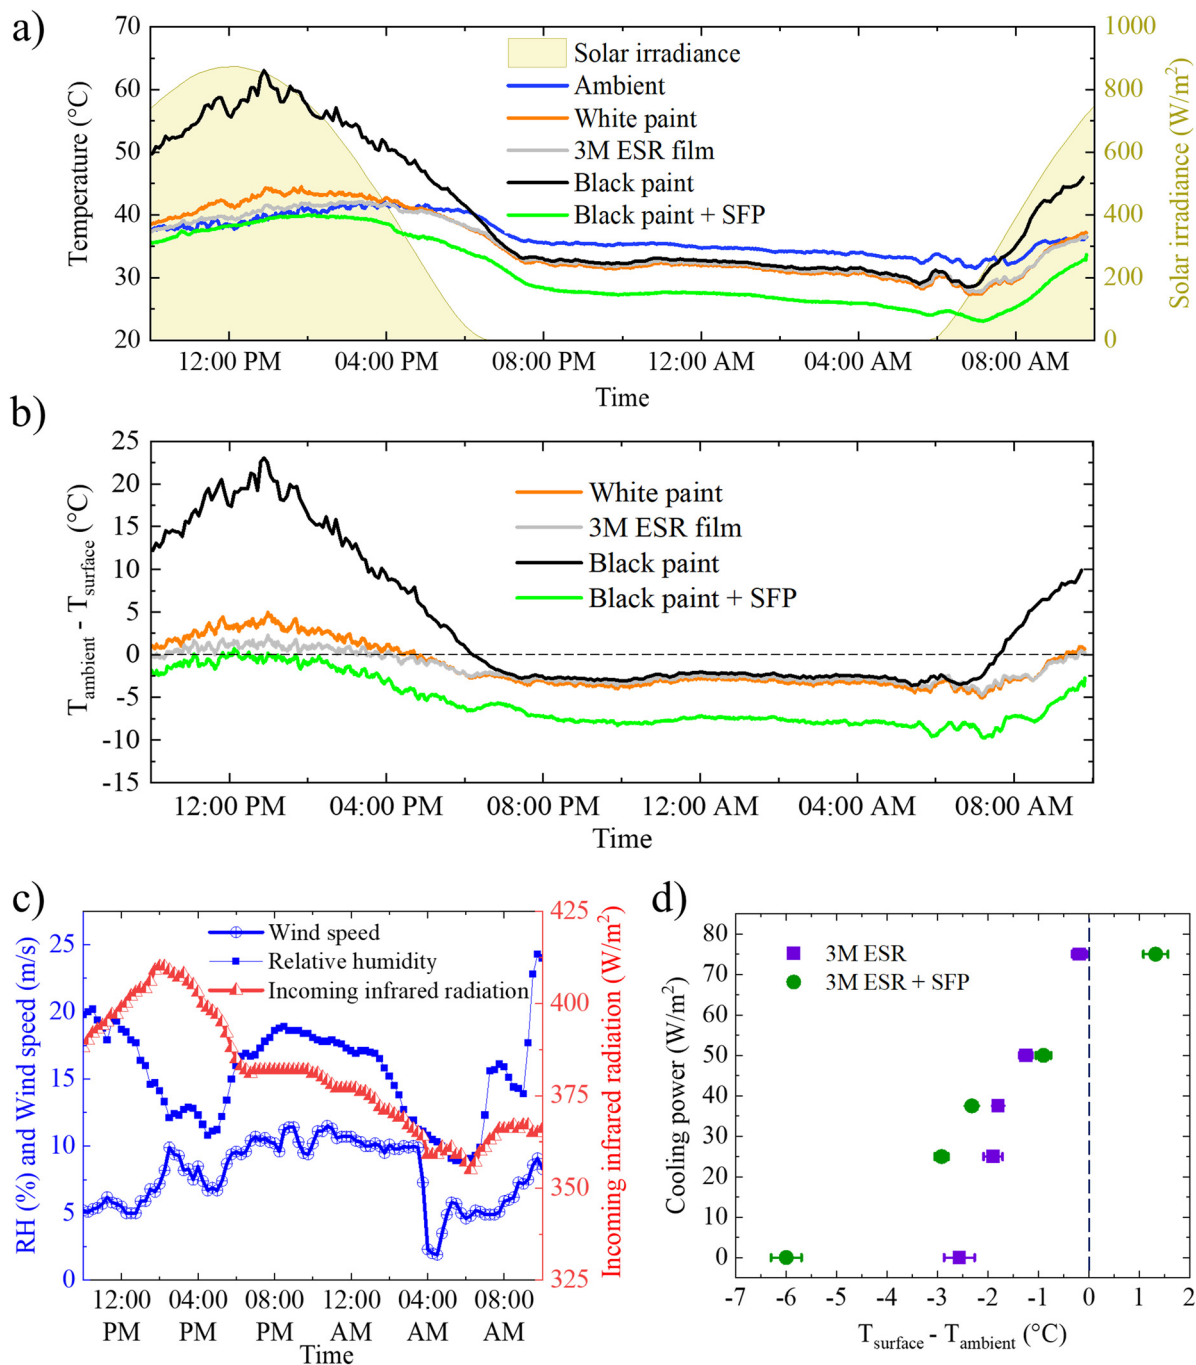 a)
70
60
50
40
30
20
Temperature (°C)
Solar irradiance
Ambient
White paint
3M ESR film
Black paint
Black paint + SFP
1000
800
600
400
200
0
Solar irradiance (W/m²)
12:00 PM 04:00 PM 08:00 PM 12:00 AM 04:00 AM 08:00 AM
Time
b)
25
20
15
10
5
0
-5
-10
-15
T_ambient - T_surface (°C)
White paint
3M ESR film
Black paint
Black paint + SFP
12:00 PM 04:00 PM 08:00 PM 12:00 AM 04:00 AM 08:00 AM
Time
c)
25
20
15
10
5
0
RH (%) and Wind speed (m/s)
Wind speed
Relative humidity
Incoming infrared radiation
425
400
375
350
325
Incoming infrared radiation (W/m²)
12:00 04:00 08:00 12:00 04:00 08:00
PM PM PM AM AM AM
Time
d)
80
70
60
50
40
30
20
10
0
Cooling power (W/m²)
3M ESR
3M ESR + SFP
-7 -6 -5 -4 -3 -2 -1 0 1 2
T_surface - T_ambient (°C)